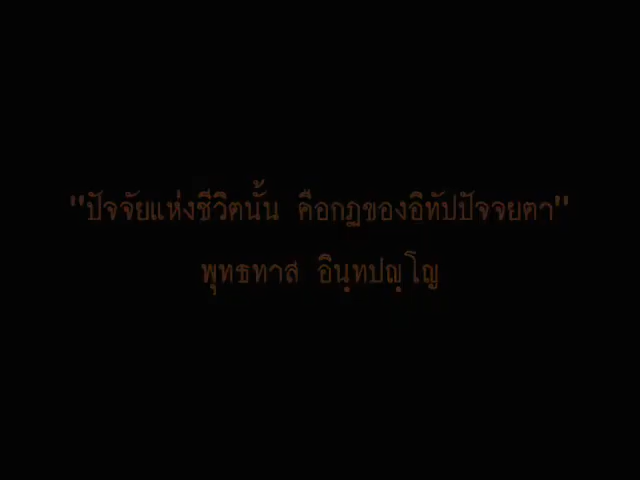 "ปัจจัยแห่งชีวิตนั้น คือกฎของอิทัปปัจจยตา"
พุทธทาส อินฺทปญฺโญ